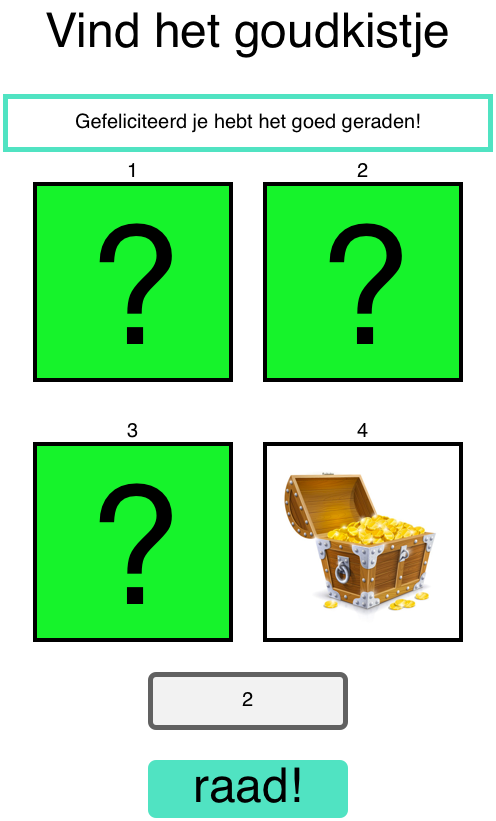 Vind het goudkistje
Gefeliciteerd je hebt het goed geraden!
1 2
? ?
3 4
?
2
raad!